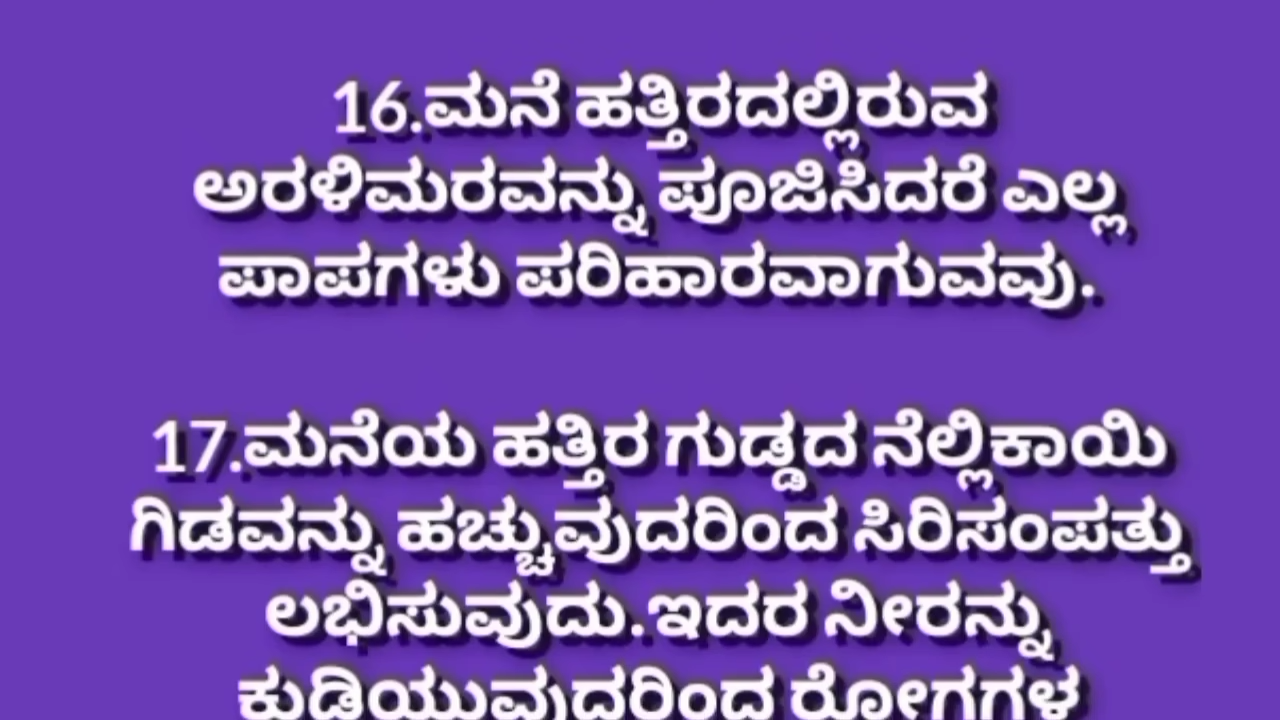 16.ಮನೆ ಹತ್ತಿರದಲ್ಲಿರುವ
ಅರಳಿಮರವನ್ನು ಪೂಜಿಸಿದರೆ ಎಲ್ಲ
ಪಾಪಗಳು ಪರಿಹಾರವಾಗುವವು.
17.ಮನೆಯ ಹತ್ತಿರ ಗುಡ್ಡದ ನೆಲ್ಲಿಕಾಯಿ
ಗಿಡವನ್ನು ಹಚ್ಚುವುದರಿಂದ ಸಿರಿಸಂಪತ್ತು
ಲಭಿಸುವುದು.ಇದರ ನೀರನ್ನು
ಕುಡಿಯುವುದರಿಂದ ರೋಗಗಳ